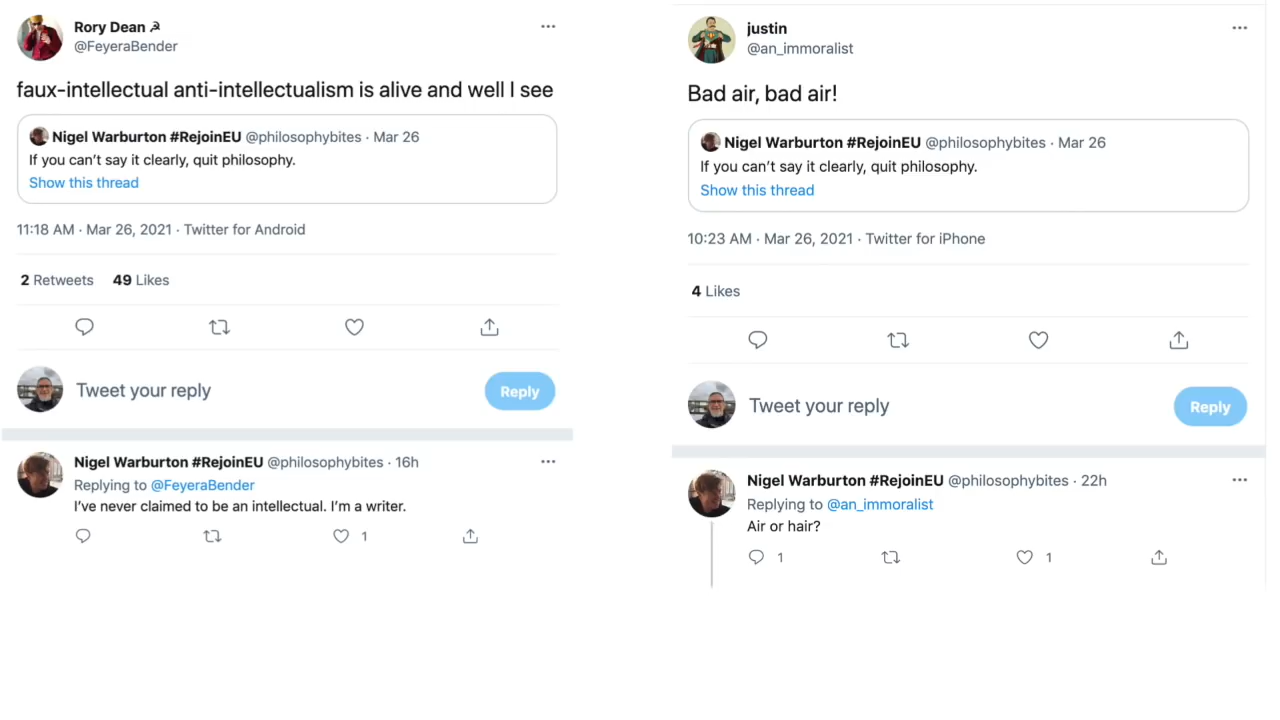 Rory Dean ☭
@FeyeraBender
faux-intellectual anti-intellectualism is alive and well I see
Nigel Warburton #RejoinEU @philosophybites · Mar 26
If you can't say it clearly, quit philosophy.
Show this thread
11:18 AM · Mar 26, 2021 · Twitter for Android
2 Retweets 49 Likes
Tweet your reply
Reply
Nigel Warburton #RejoinEU @philosophybites · 16h
Replying to @FeyeraBender
I've never claimed to be an intellectual. I'm a writer.
1
justin
@an_immoralist
Bad air, bad air!
Nigel Warburton #RejoinEU @philosophybites · Mar 26
If you can't say it clearly, quit philosophy.
Show this thread
10:23 AM · Mar 26, 2021 · Twitter for iPhone
4 Likes
Tweet your reply
Reply
Nigel Warburton #RejoinEU @philosophybites · 22h
Replying to @an_immoralist
Air or hair?
1 1